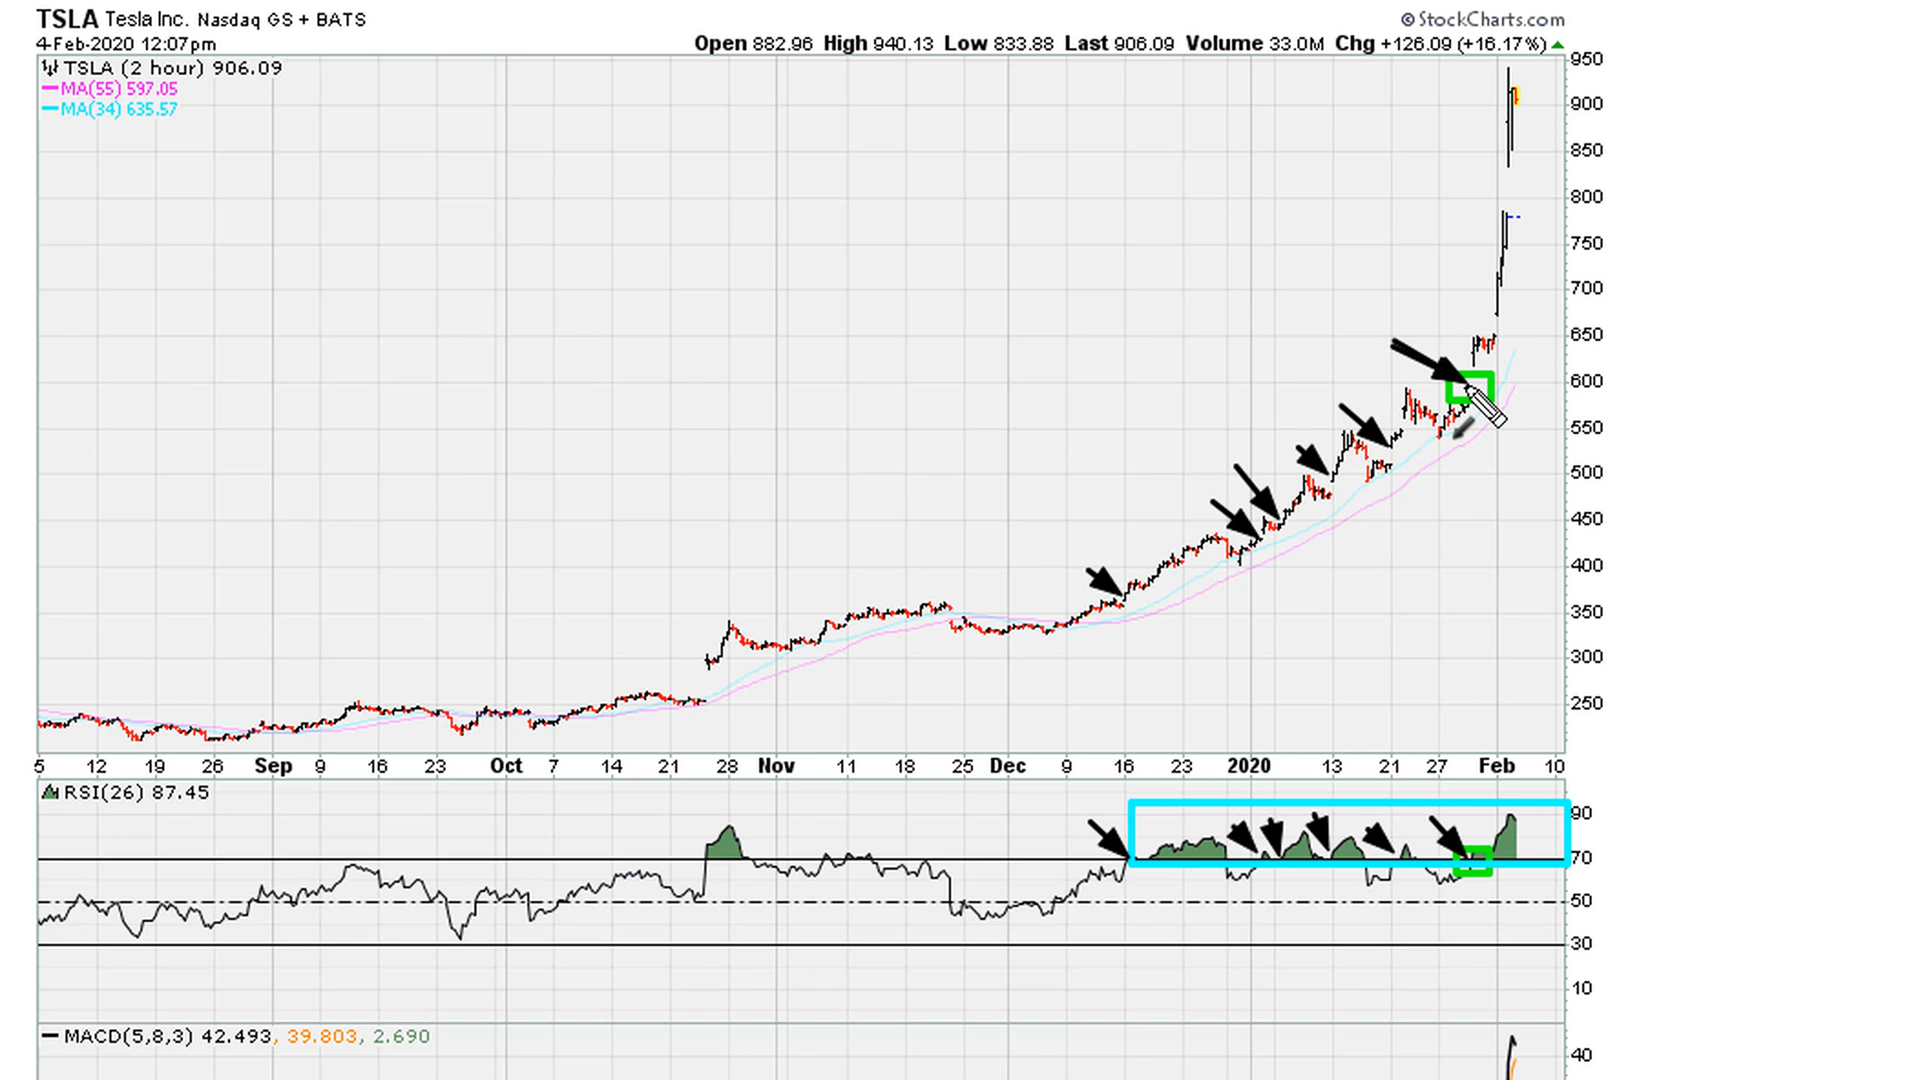 TSLA Tesla Inc. Nasdaq GS + BATS
© StockCharts.com
4-Feb-2020 12:07pm
Open 882.96 High 940.13 Low 833.88 Last 906.09 Volume 33.0M Chg +126.09 (+16.17%)
TSLA (2 hour) 906.09
MA(55) 597.05
MA(34) 635.57
950
900
850
800
750
700
650
600
550
500
450
400
350
300
250
5 12 19 26 Sep 9 16 23 Oct 7 14 21 28 Nov 11 18 25 Dec 9 16 23 2020 13 21 27 Feb 10
RSI(26) 87.45
90
70
50
30
10
MACD(5,8,3) 42.493, 39.803, 2.690
40